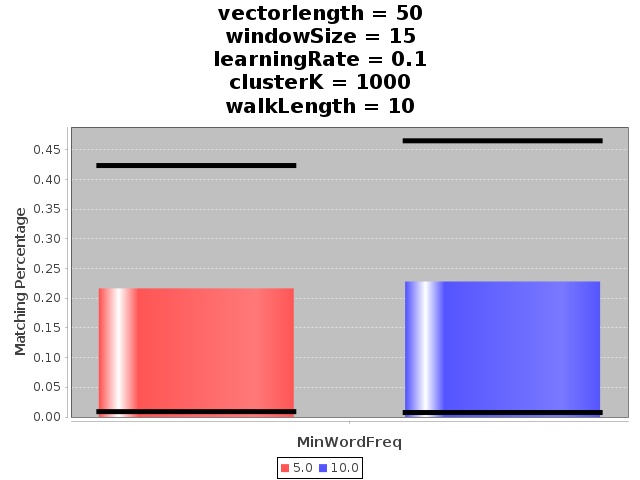 vectorlength = 50
windowSize = 15
learningRate = 0.1
clusterK = 1000
walkLength = 10
0.45
0.40
0.35
0.30
0.25
0.20
0.15
0.10
0.05
0.00
Matching Percentage
MinWordFreq
5.0 10.0